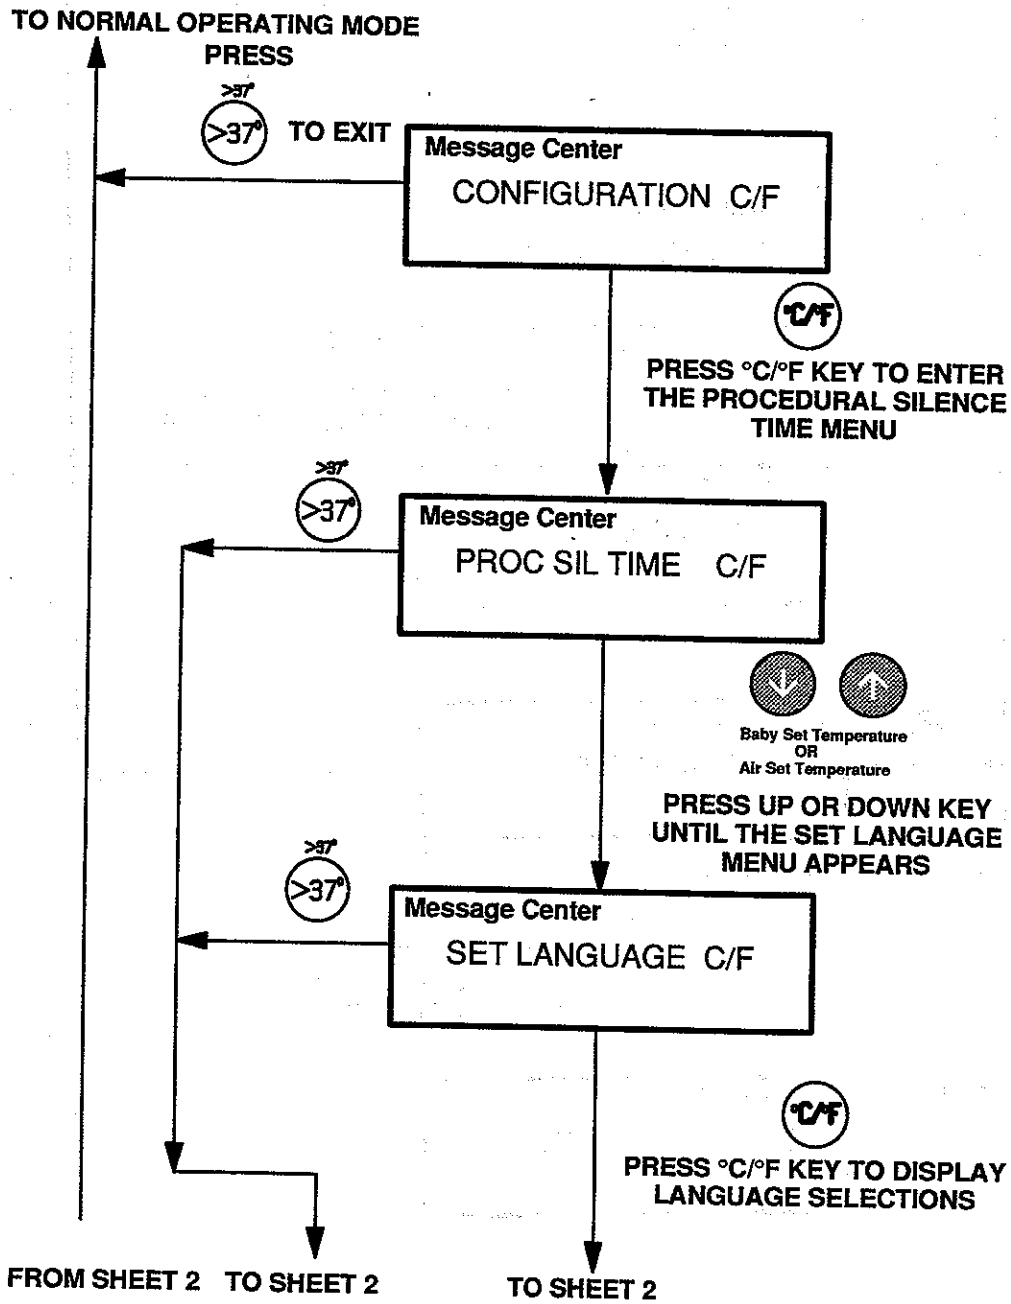 TO NORMAL OPERATING MODE
PRESS
>37°
>37° TO EXIT
Message Center
CONFIGURATION C/F
°C/°F
PRESS °C/°F KEY TO ENTER
THE PROCEDURAL SILENCE
TIME MENU
>37°
>37°
Message Center
PROC SIL TIME C/F
Baby Set Temperature
OR
Air Set Temperature
PRESS UP OR DOWN KEY
UNTIL THE SET LANGUAGE
MENU APPEARS
>37°
>37°
Message Center
SET LANGUAGE C/F
°C/°F
PRESS °C/°F KEY TO DISPLAY
LANGUAGE SELECTIONS
FROM SHEET 2 TO SHEET 2 TO SHEET 2